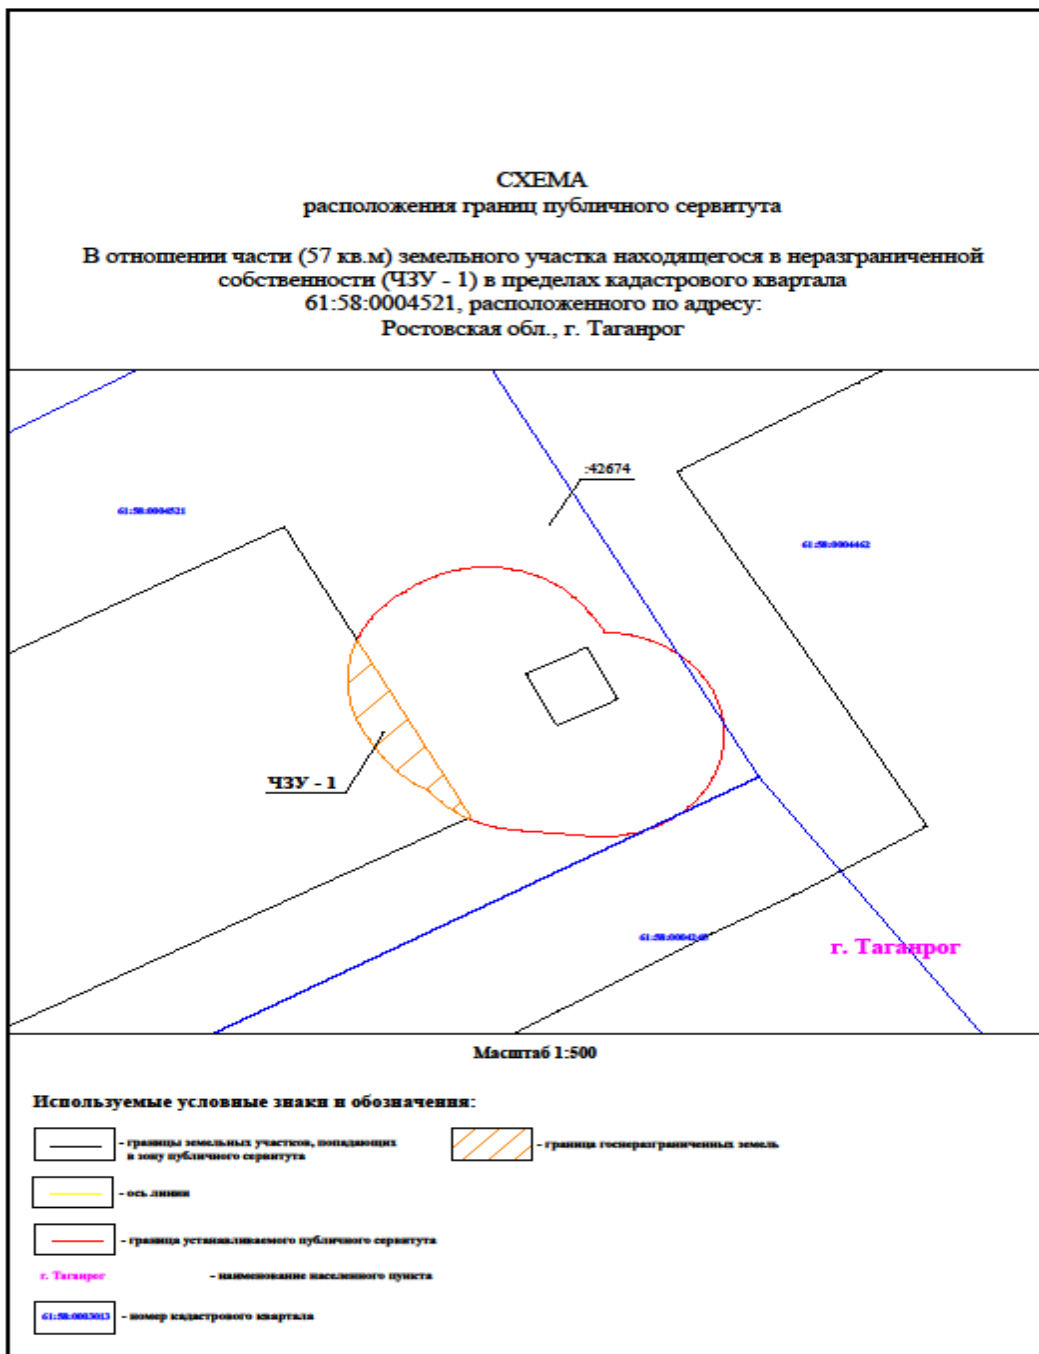 СХЕМА
расположения границ публичного сервитута
В отношении части (57 кв.м) земельного участка находящегося в неразграниченной
собственности (ЧЗУ - 1) в пределах кадастрового квартала
61:58:0004521, расположенного по адресу:
Ростовская обл., г. Таганрог
:42674
61:58:0004521
61:58:0004462
ЧЗУ - 1
г. Таганрог
Масштаб 1:500
Используемые условные знаки и обозначения:
- границы земельных участков, попадающих
в зону публичного сервитута
- граница госнеразграниченных земель
- ось линии
- граница устанавливаемого публичного сервитута
г. Таганрог - наименование населенного пункта
61:58:0003013 - номер кадастрового квартала